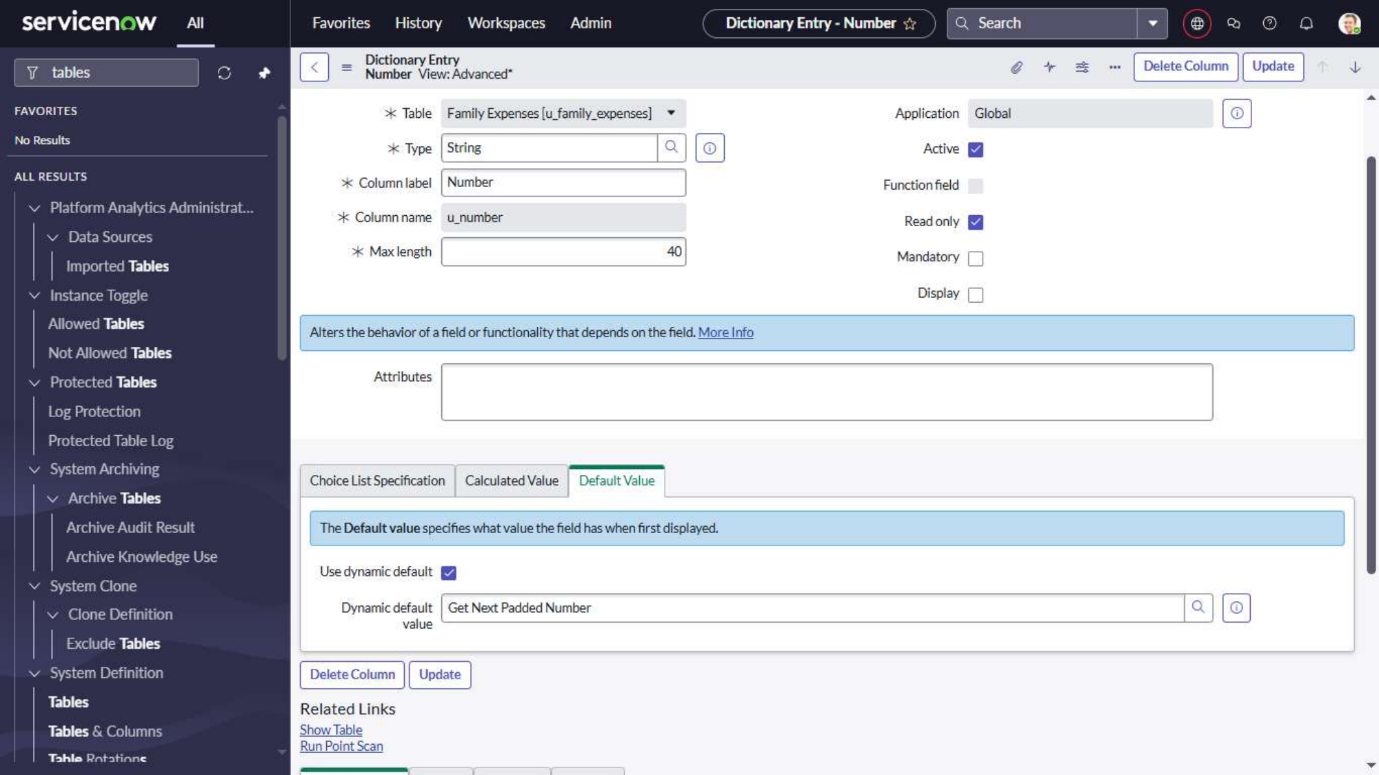 servicenow
All
Favorites
History
Workspaces
Admin
Dictionary Entry - Number
Search
tables
FAVORITES
No Results
ALL RESULTS
Platform Analytics Administrat...
Data Sources
Imported Tables
Instance Toggle
Allowed Tables
Not Allowed Tables
Protected Tables
Log Protection
Protected Table Log
System Archiving
Archive Tables
Archive Audit Result
Archive Knowledge Use
System Clone
Clone Definition
Exclude Tables
System Definition
Tables
Tables & Columns
Table Rotations
Dictionary Entry
Number View: Advanced*
Delete Column
Update
Table Family Expenses [u_family_expenses]
Type String
Column label Number
Column name u_number
Max length 40
Application Global
Active
Function field
Read only
Mandatory
Display
Alters the behavior of a field or functionality that depends on the field. More Info
Attributes
Choice List Specification
Calculated Value
Default Value
The Default value specifies what value the field has when first displayed.
Use dynamic default
Dynamic default value Get Next Padded Number
Delete Column
Update
Related Links
Show Table
Run Point Scan